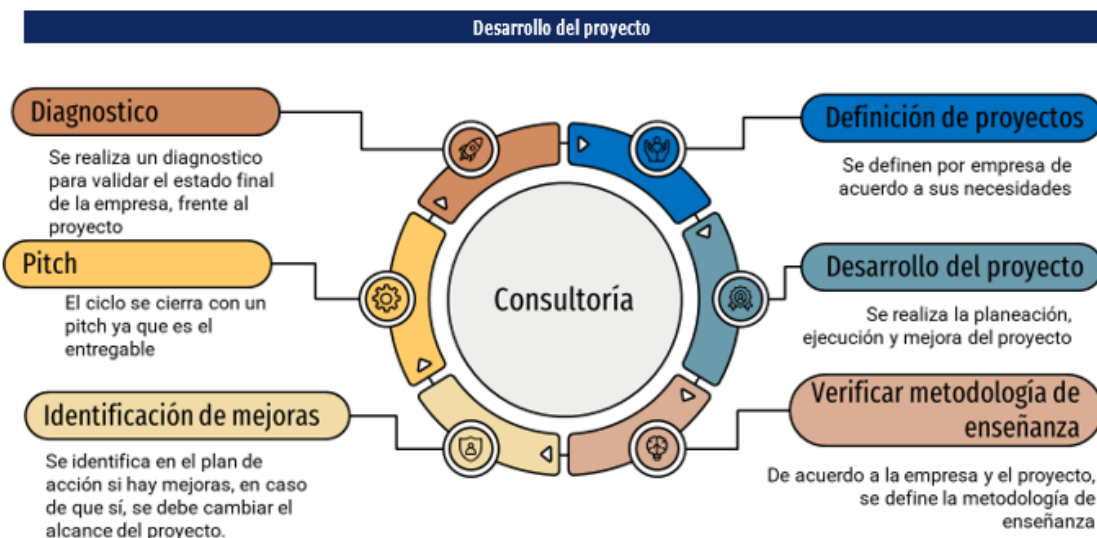 Desarrollo del proyecto
Diagnostico
Se realiza un diagnostico
para validar el estado final
de la empresa, frente al
proyecto
Pitch
El ciclo se cierra con un
pitch ya que es el
entregable
Identificación de mejoras
Se identifica en el plan de
acción si hay mejoras, en caso
de que sí, se debe cambiar el
alcance del proyecto.
Consultoría
Definición de proyectos
Se definen por empresa de
acuerdo a sus necesidades
Desarrollo del proyecto
Se realiza la planeación,
ejecución y mejora del proyecto
Verificar metodología de
enseñanza
De acuerdo a la empresa y el proyecto,
se define la metodología de
enseñanza